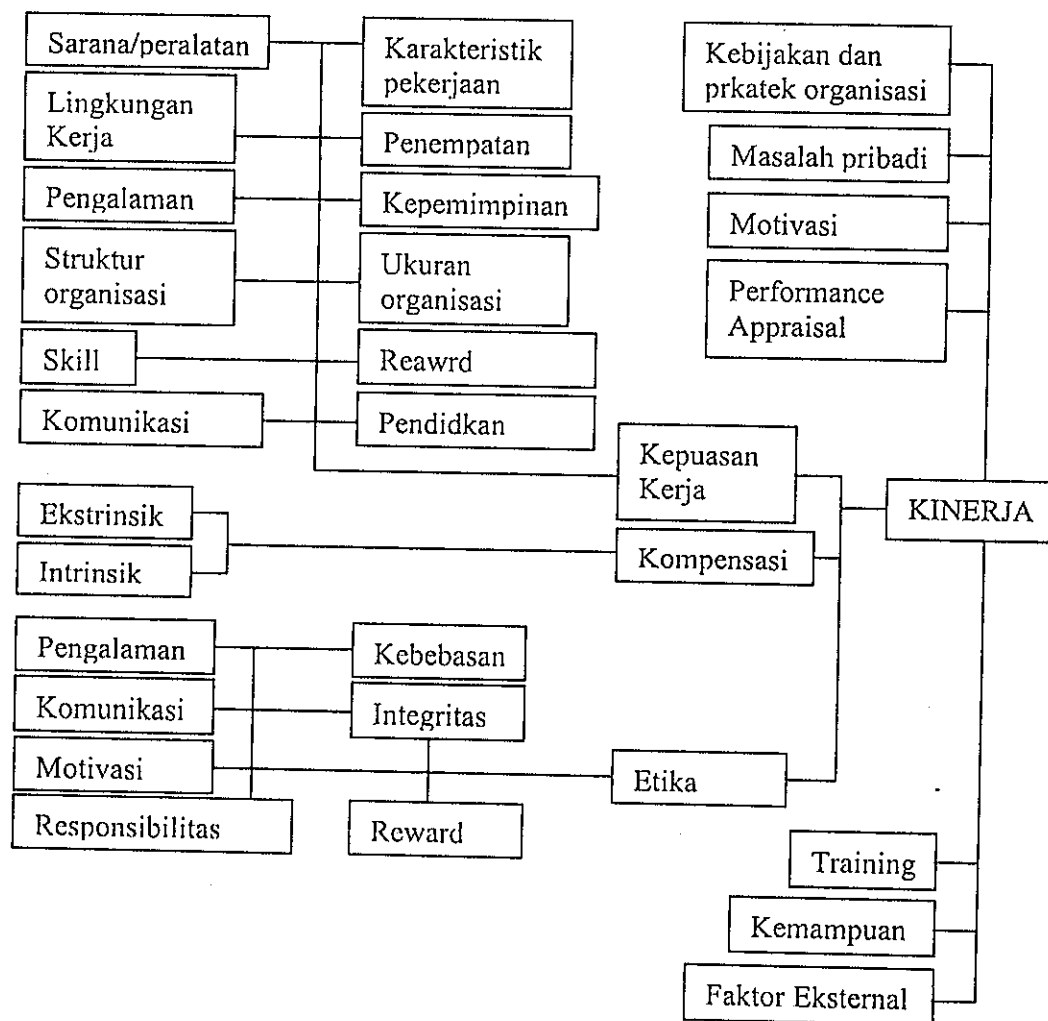 Sarana/peralatan
Karakteristik
pekerjaan
Kebijakan dan
prkatek organisasi
Lingkungan
Kerja
Penempatan
Masalah pribadi
Pengalaman
Kepemimpinan
Motivasi
Struktur
organisasi
Ukuran
organisasi
Performance
Appraisal
Skill
Reawrd
Komunikasi
Pendidkan
Kepuasan
Kerja
KINERJA
Ekstrinsik
Intrinsik
Kompensasi
Pengalaman
Kebebasan
Komunikasi
Integritas
Motivasi
Etika
Responsibilitas
Reward
Training
Kemampuan
Faktor Eksternal